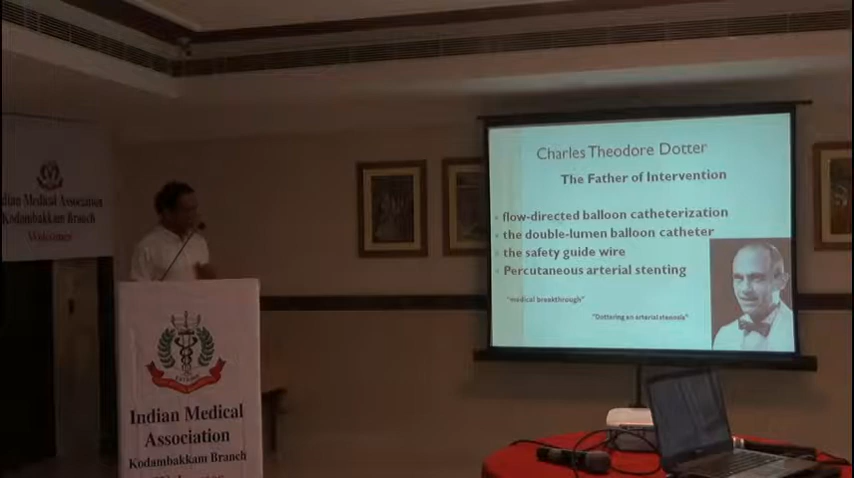 Indian Medical Association
Kodambakkam Branch
Welcomes
Charles Theodore Dotter
The Father of Intervention
flow-directed balloon catheterization
the double-lumen balloon catheter
the safety guide wire
Percutaneous arterial stenting
"medical breakthrough"
"Dottering an arterial stenosis"
Indian Medical
Association
Kodambakkam Branch